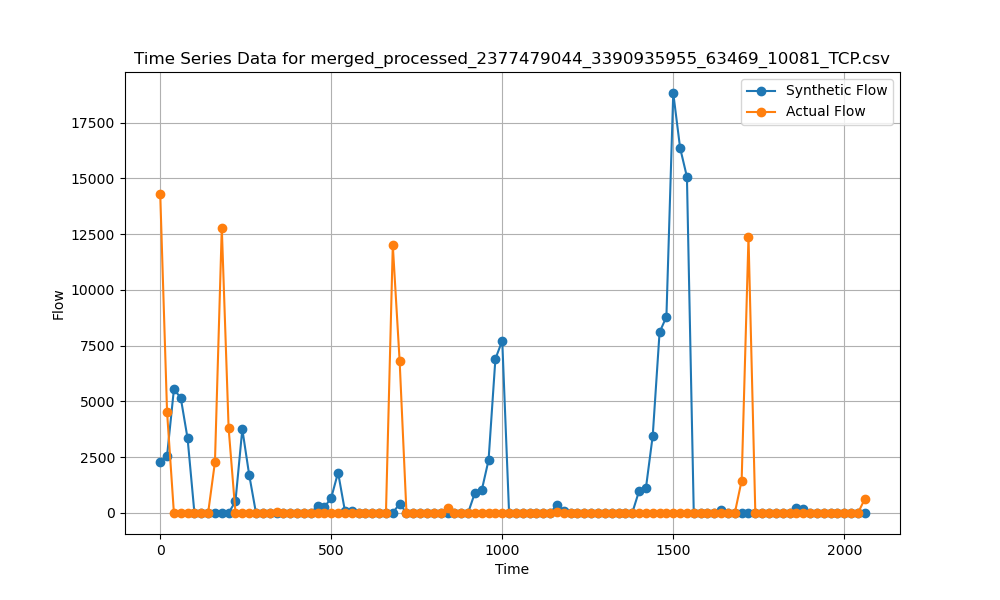 Time Series Data for merged_processed_2377479044_3390935955_63469_10081_TCP.csv
Synthetic Flow
Actual Flow
17500
15000
12500
10000
7500
5000
2500
0
Flow
0 500 1000 1500 2000
Time